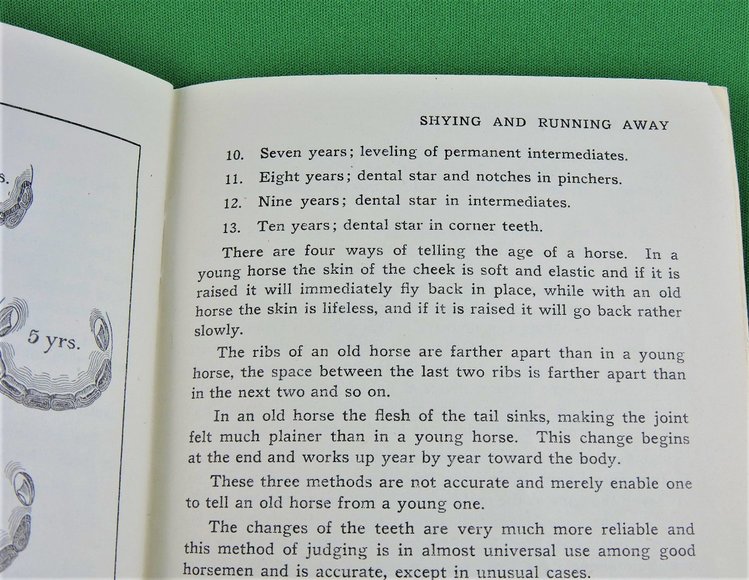 s.
5 yrs.
SHYING AND RUNNING AWAY
10. Seven years; leveling of permanent intermediates.
11. Eight years; dental star and notches in pinchers.
12. Nine years; dental star in intermediates.
13. Ten years; dental star in corner teeth.
There are four ways of telling the age of a horse. In a
young horse the skin of the cheek is soft and elastic and if it is
raised it will immediately fly back in place, while with an old
horse the skin is lifeless, and if it is raised it will go back rather
slowly.
The ribs of an old horse are farther apart than in a young
horse, the space between the last two ribs is farther apart than
in the next two and so on.
In an old horse the flesh of the tail sinks, making the joint
felt much plainer than in a young horse. This change begins
at the end and works up year by year toward the body.
These three methods are not accurate and merely enable one
to tell an old horse from a young one.
The changes of the teeth are very much more reliable and
this method of judging is in almost universal use among good
horsemen and is accurate, except in unusual cases.